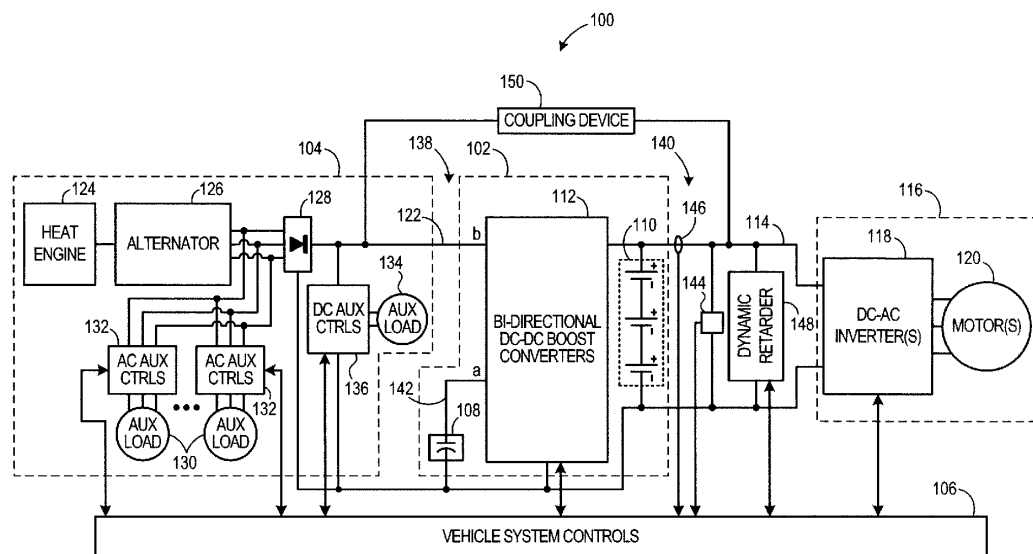 100
150
COUPLING DEVICE
104
138
102
140
124
126
128
122
112
110
146
114
116
HEAT
ENGINE
ALTERNATOR
b
134
DC AUX
CTRLS
AUX
LOAD
136
BI-DIRECTIONAL
DC-DC BOOST
CONVERTERS
+
+
+
144
DYNAMIC
RETARDER
148
118
DC-AC
INVERTER(S)
120
MOTOR(S)
132
AC AUX
CTRLS
AC AUX
CTRLS
132
a
142
108
AUX
LOAD
130
AUX
LOAD
106
VEHICLE SYSTEM CONTROLS